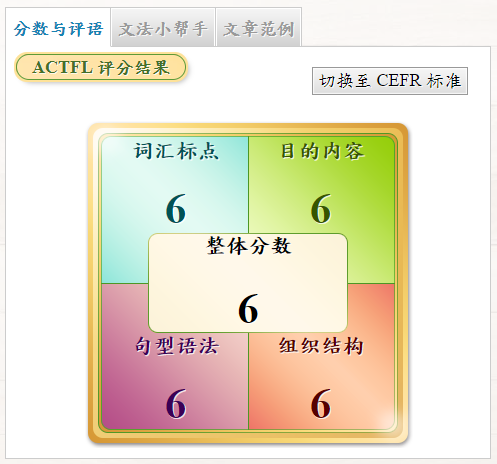 分数与评语 文法小帮手 文章范例
ACTFL 评分结果
切换至 CEFR 标准
词汇标点 目的内容
6 6
整体分数
6
句型语法 组织结构
6 6